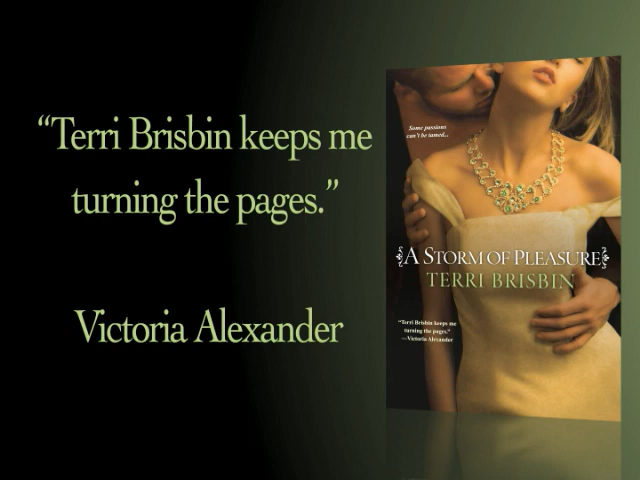 “Terri Brisbin keeps me
turning the pages.”
Victoria Alexander
Some passions
can't be tamed...
A STORM OF PLEASURE
TERRI BRISBIN
“Terri Brisbin keeps me
turning the pages.”
—Victoria Alexander